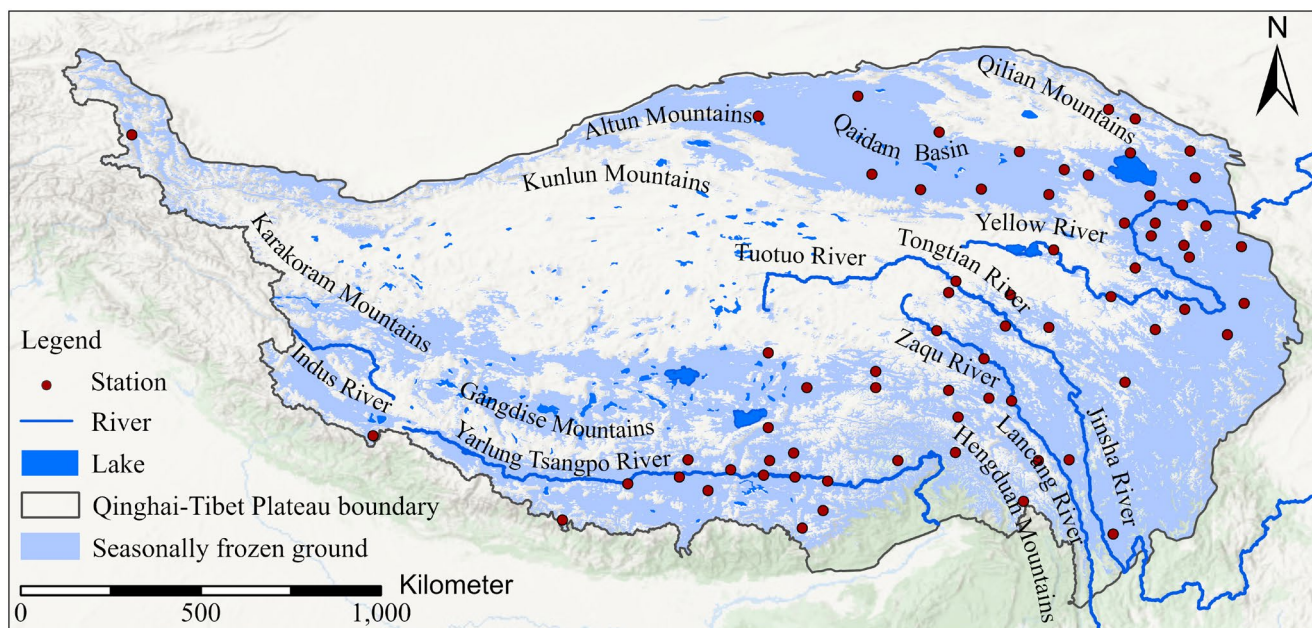 N
Qilian Mountains
Altun Mountains
Qaidam Basin
Kunlun Mountains
Yellow River
Karakoram Mountains
Tuotuo River
Tongtian River
Zaqu River
Indus River
Gangdise Mountains
Yarlung Tsangpo River
Lancang River
Hengduan Mountains
Jinsha River
Legend
Station
River
Lake
Qinghai-Tibet Plateau boundary
Seasonally frozen ground
Kilometer
0 500 1,000